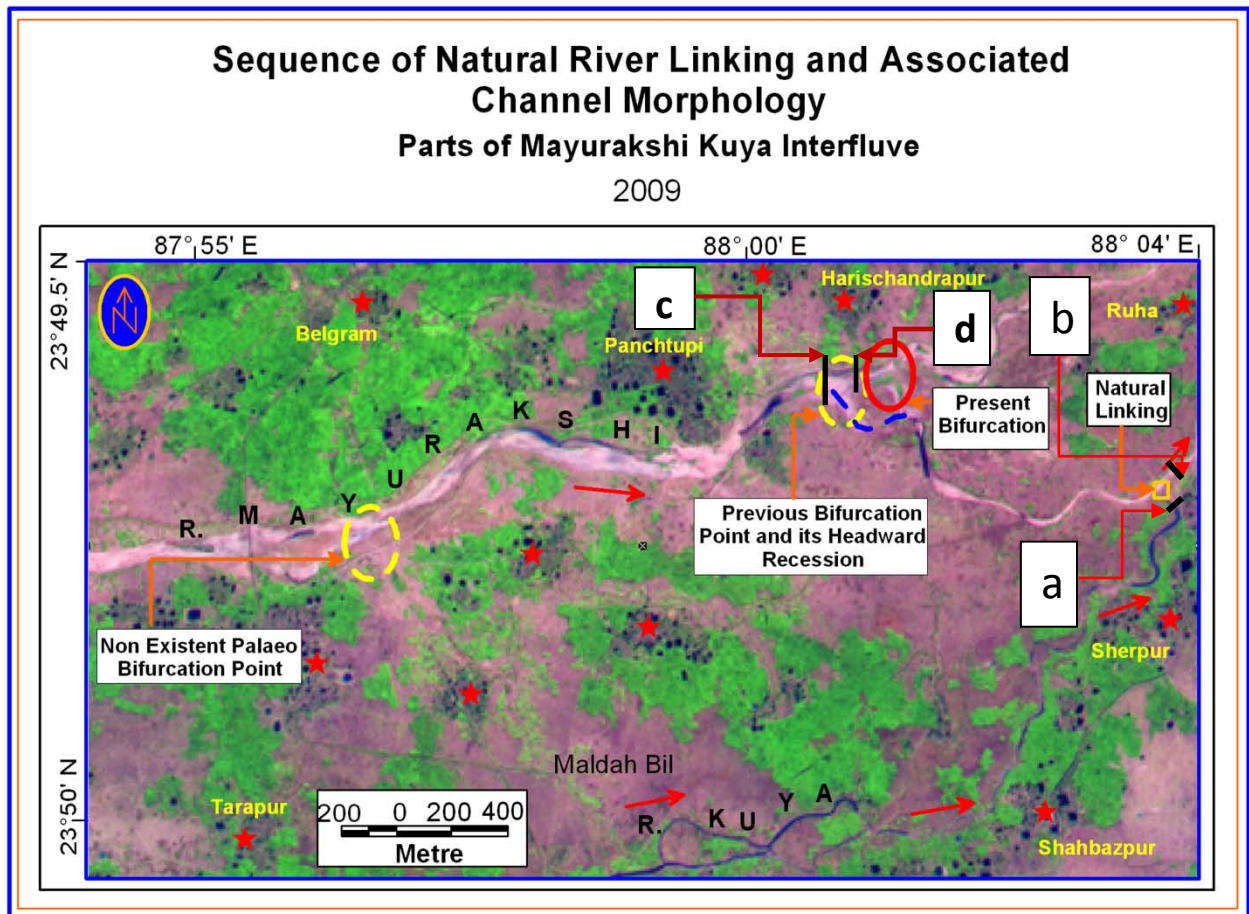 Sequence of Natural River Linking and Associated
Channel Morphology
Parts of Mayurakshi Kuya Interfluve
2009
87°55' E
88°00' E
88° 04' E
23°49.5' N
23°50' N
N
Belgram
Panchtupi
Harischandrapur
Ruha
c
d
b
a
Natural
Linking
Present
Bifurcation
R. M A Y U R A K S H I
Previous Bifurcation
Point and its Headward
Recession
Non Existent Palaeo
Bifurcation Point
Sherpur
Maldah Bil
R. K U Y A
Tarapur
200 0 200 400
Metre
Shahbazpur